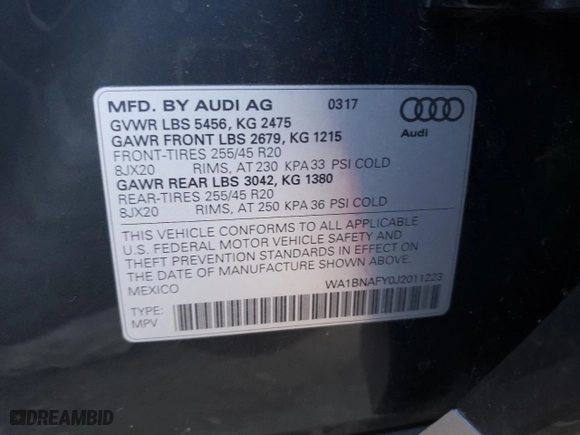 MFD. BY AUDI AG 0317
GVWR LBS 5456, KG 2475
GAWR FRONT LBS 2679, KG 1215
FRONT-TIRES 255/45 R20
8JX20 RIMS, AT 230 KPA 33 PSI COLD
GAWR REAR LBS 3042, KG 1380
REAR-TIRES 255/45 R20
8JX20 RIMS, AT 250 KPA 36 PSI COLD
Audi
THIS VEHICLE CONFORMS TO ALL APPLICABLE
U.S. FEDERAL MOTOR VEHICLE SAFETY AND
THEFT PREVENTION STANDARDS IN EFFECT ON
THE DATE OF MANUFACTURE SHOWN ABOVE.
MEXICO WA1BNAFY0J2011223
TYPE:
MPV
DREAMBID